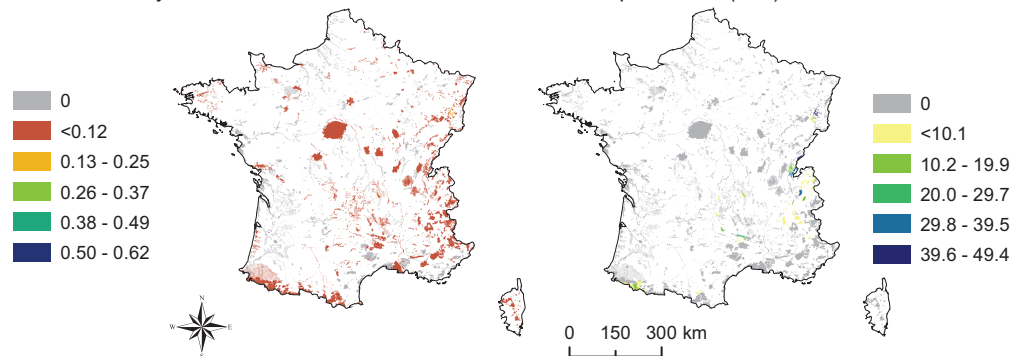 0
<0.12
0.13 - 0.25
0.26 - 0.37
0.38 - 0.49
0.50 - 0.62
N
W E
S
0 150 300 km
0
<10.1
10.2 - 19.9
20.0 - 29.7
29.8 - 39.5
39.6 - 49.4